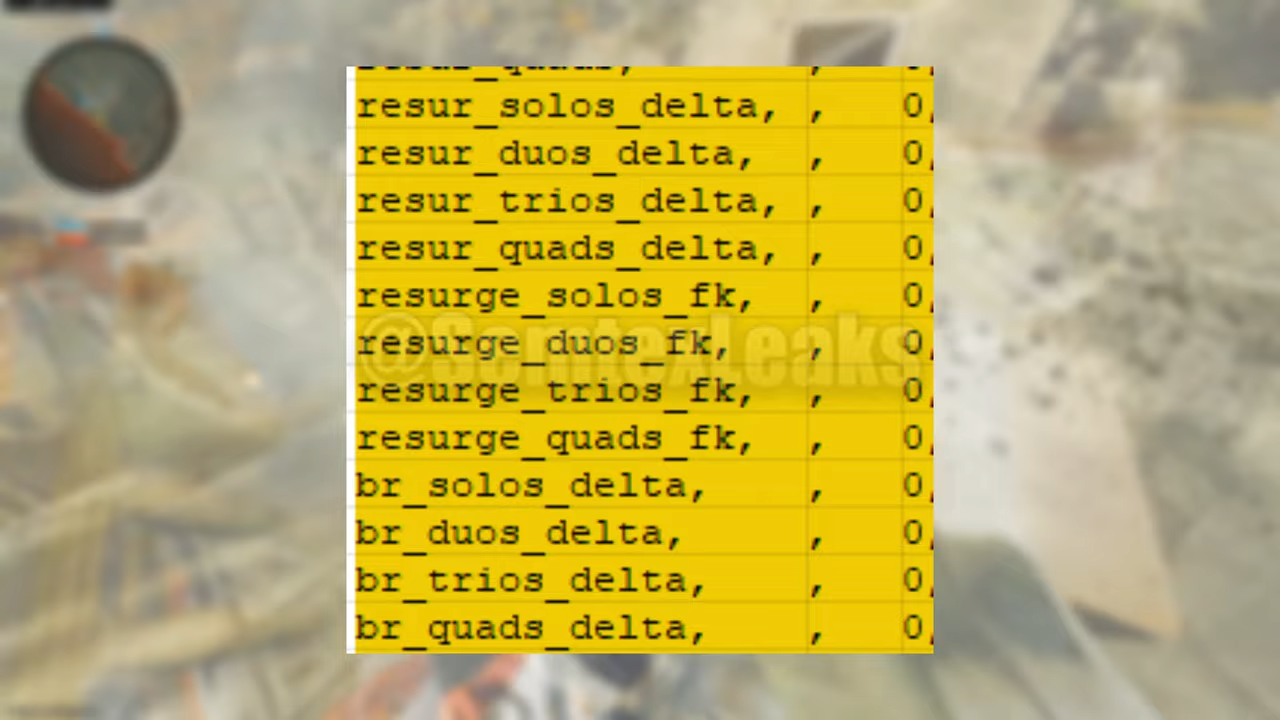 resur_solos_delta, , 0,
resur_duos_delta, , 0,
resur_trios_delta, , 0,
resur_quads_delta, , 0,
resurge_solos_fk, , 0,
@SemtexLeaks
resurge_duos_fk, , 0,
resurge_trios_fk, , 0,
resurge_quads_fk, , 0,
br_solos_delta, , 0,
br_duos_delta, , 0,
br_trios_delta, , 0,
br_quads_delta, , 0,